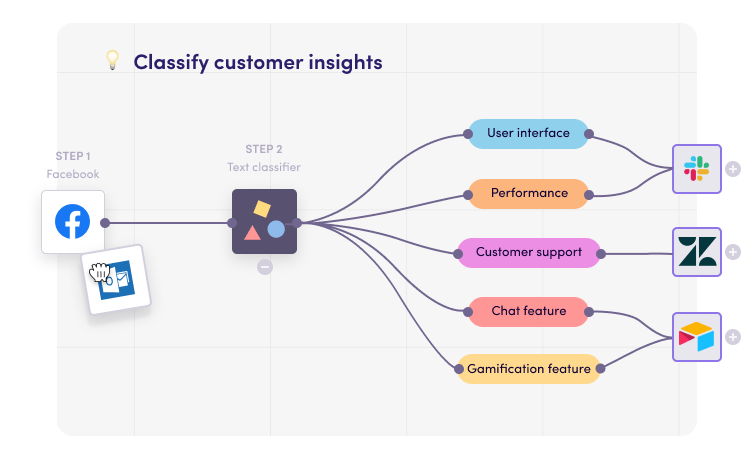 Classify customer insights
STEP 1
Facebook
STEP 2
Text classifier
User interface
Performance
Customer support
Chat feature
Gamification feature